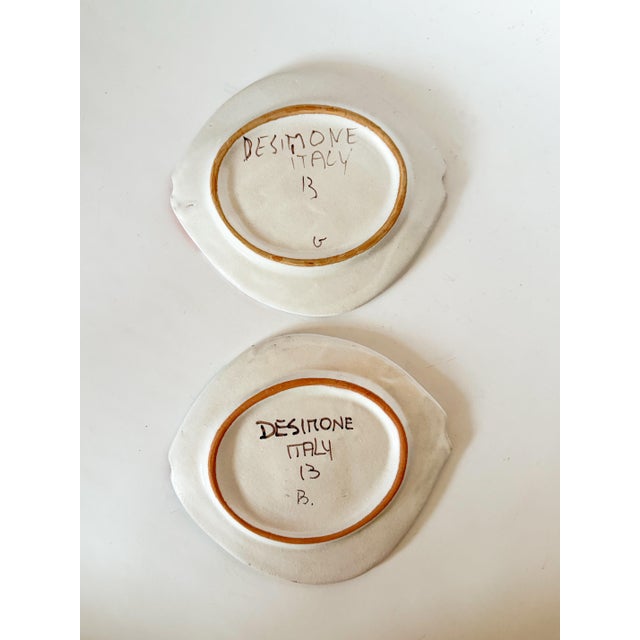 DESIMONE
ITALY
13
G
DESIMONE
ITALY
13
B.